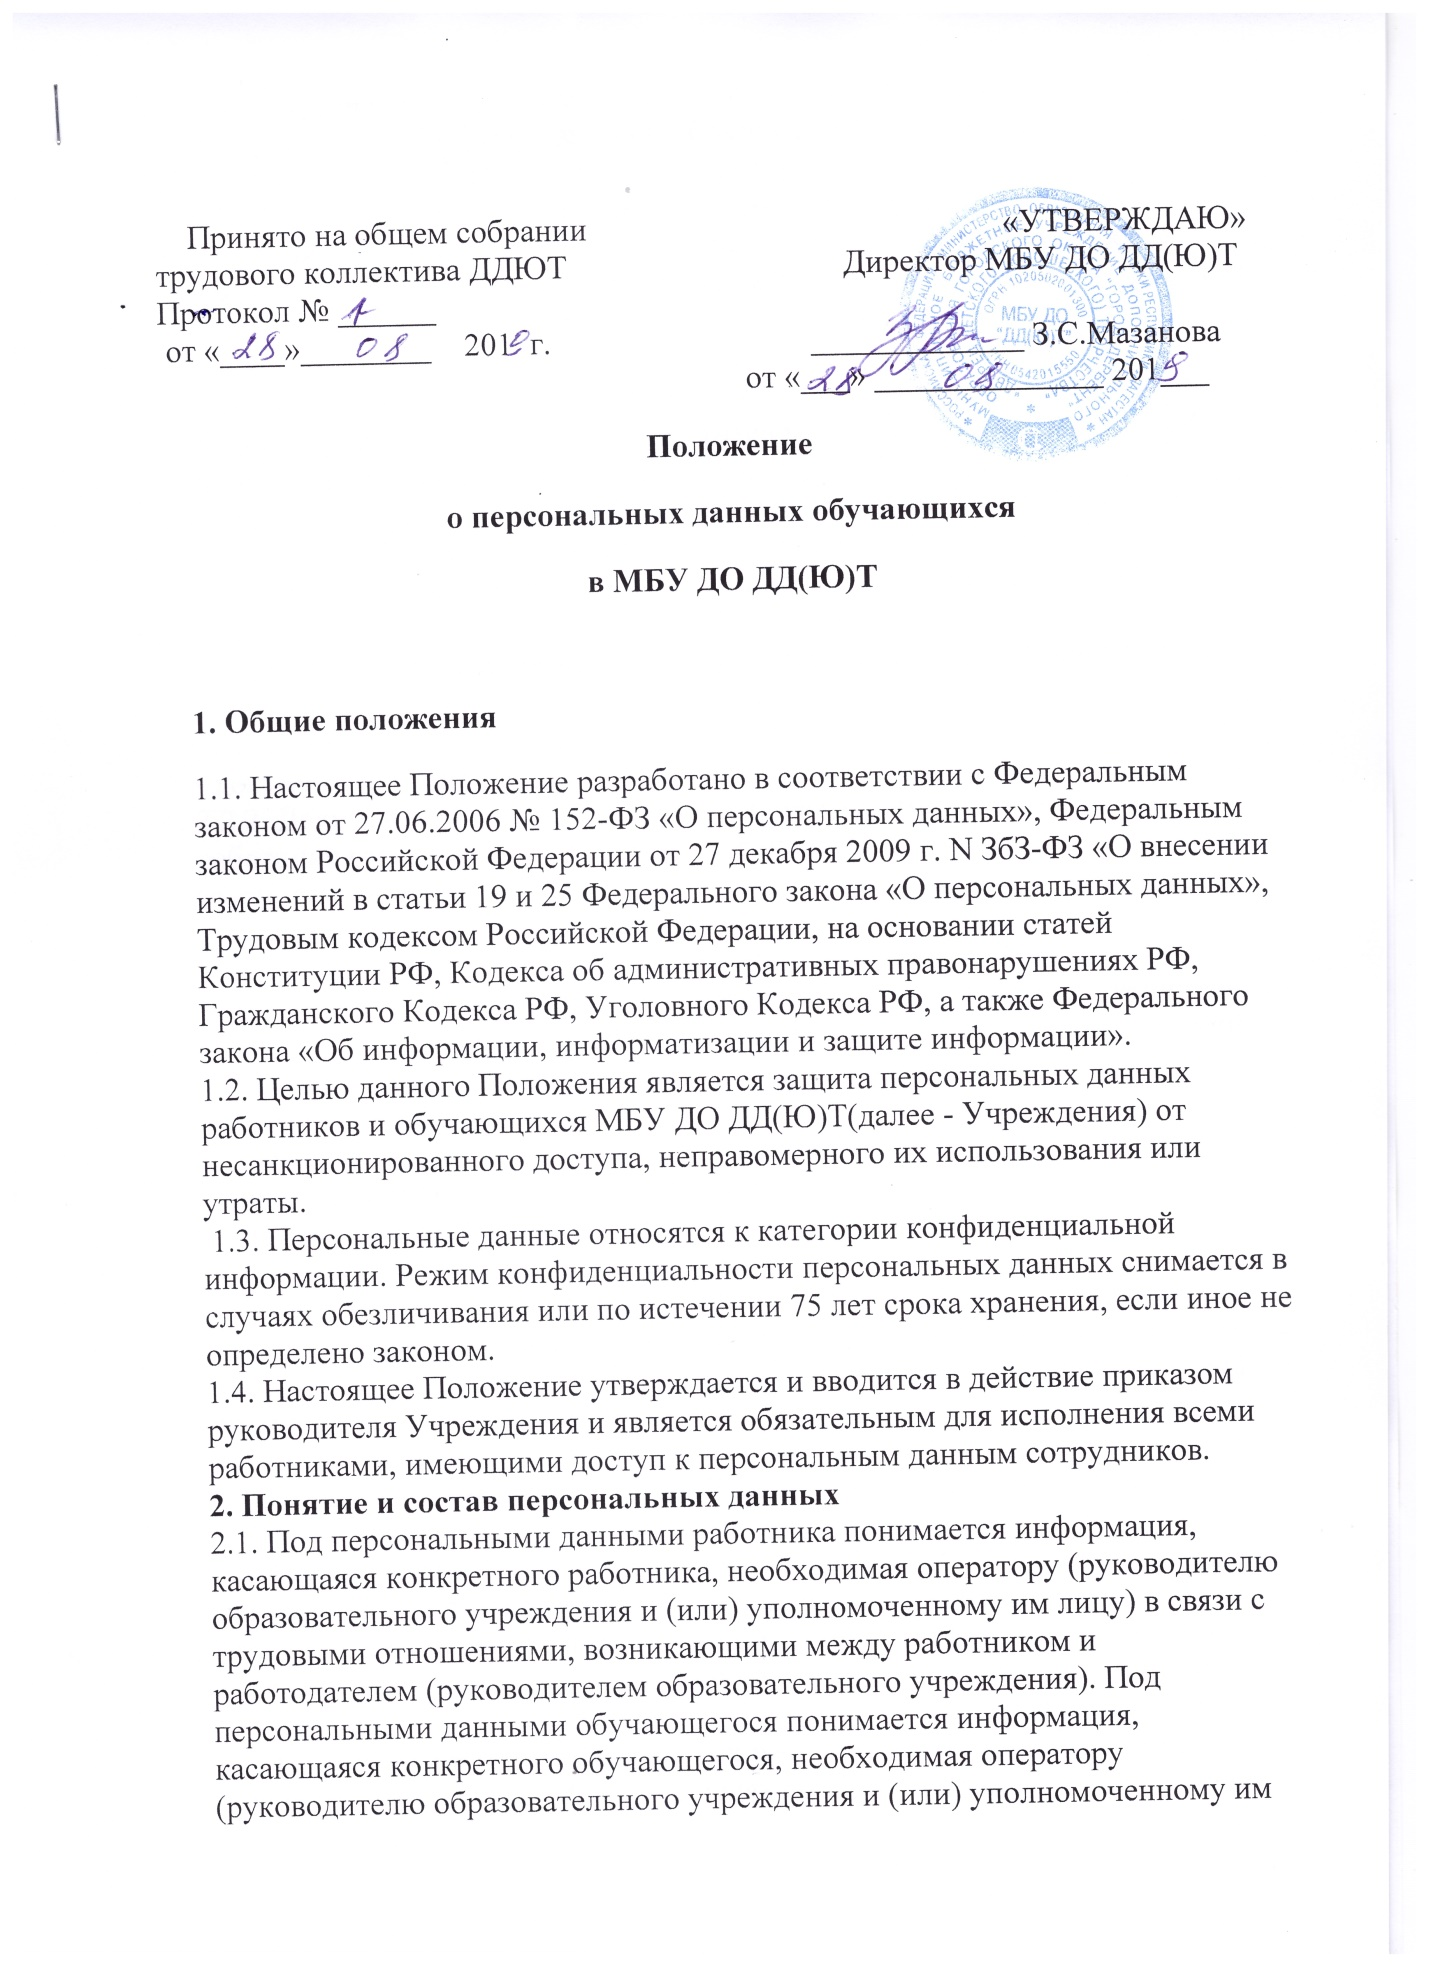 Принято на общем собрании
трудового коллектива ДДЮТ
Протокол № 1
от «28» 08 2019 г.
«УТВЕРЖДАЮ»
Директор МБУ ДО ДД(Ю)Т
З.С.Мазанова
от «28» 08 2019
МБУ ДО
"ДД(Ю)Т"
Положение
о персональных данных обучающихся
в МБУ ДО ДД(Ю)Т
1. Общие положения
1.1. Настоящее Положение разработано в соответствии с Федеральным
законом от 27.06.2006 № 152-ФЗ «О персональных данных», Федеральным
законом Российской Федерации от 27 декабря 2009 г. N ЗбЗ-ФЗ «О внесении
изменений в статьи 19 и 25 Федерального закона «О персональных данных»,
Трудовым кодексом Российской Федерации, на основании статей
Конституции РФ, Кодекса об административных правонарушениях РФ,
Гражданского Кодекса РФ, Уголовного Кодекса РФ, а также Федерального
закона «Об информации, информатизации и защите информации».
1.2. Целью данного Положения является защита персональных данных
работников и обучающихся МБУ ДО ДД(Ю)Т(далее - Учреждения) от
несанкционированного доступа, неправомерного их использования или
утраты.
1.3. Персональные данные относятся к категории конфиденциальной
информации. Режим конфиденциальности персональных данных снимается в
случаях обезличивания или по истечении 75 лет срока хранения, если иное не
определено законом.
1.4. Настоящее Положение утверждается и вводится в действие приказом
руководителя Учреждения и является обязательным для исполнения всеми
работниками, имеющими доступ к персональным данным сотрудников.
2. Понятие и состав персональных данных
2.1. Под персональными данными работника понимается информация,
касающаяся конкретного работника, необходимая оператору (руководителю
образовательного учреждения и (или) уполномоченному им лицу) в связи с
трудовыми отношениями, возникающими между работником и
работодателем (руководителем образовательного учреждения). Под
персональными данными обучающегося понимается информация,
касающаяся конкретного обучающегося, необходимая оператору
(руководителю образовательного учреждения и (или) уполномоченному им